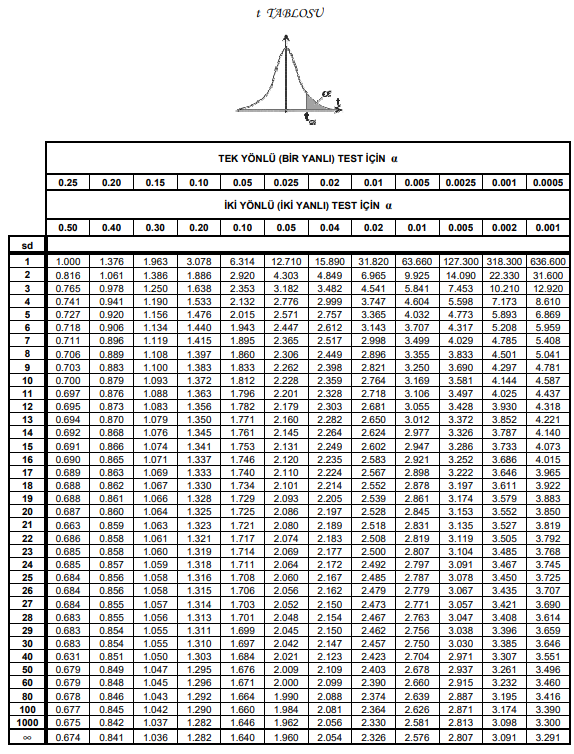 t TABLOSU
α
t
tα
TEK YÖNLÜ (BİR YANLI) TEST İÇİN α
0.25 0.20 0.15 0.10 0.05 0.025 0.02 0.01 0.005 0.0025 0.001 0.0005
İKİ YÖNLÜ (İKİ YANLI) TEST İÇİN α
0.50 0.40 0.30 0.20 0.10 0.05 0.04 0.02 0.01 0.005 0.002 0.001
sd
1 1.000 1.376 1.963 3.078 6.314 12.710 15.890 31.820 63.660 127.300 318.300 636.600
2 0.816 1.061 1.386 1.886 2.920 4.303 4.849 6.965 9.925 14.090 22.330 31.600
3 0.765 0.978 1.250 1.638 2.353 3.182 3.482 4.541 5.841 7.453 10.210 12.920
4 0.741 0.941 1.190 1.533 2.132 2.776 2.999 3.747 4.604 5.598 7.173 8.610
5 0.727 0.920 1.156 1.476 2.015 2.571 2.757 3.365 4.032 4.773 5.893 6.869
6 0.718 0.906 1.134 1.440 1.943 2.447 2.612 3.143 3.707 4.317 5.208 5.959
7 0.711 0.896 1.119 1.415 1.895 2.365 2.517 2.998 3.499 4.029 4.785 5.408
8 0.706 0.889 1.108 1.397 1.860 2.306 2.449 2.896 3.355 3.833 4.501 5.041
9 0.703 0.883 1.100 1.383 1.833 2.262 2.398 2.821 3.250 3.690 4.297 4.781
10 0.700 0.879 1.093 1.372 1.812 2.228 2.359 2.764 3.169 3.581 4.144 4.587
11 0.697 0.876 1.088 1.363 1.796 2.201 2.328 2.718 3.106 3.497 4.025 4.437
12 0.695 0.873 1.083 1.356 1.782 2.179 2.303 2.681 3.055 3.428 3.930 4.318
13 0.694 0.870 1.079 1.350 1.771 2.160 2.282 2.650 3.012 3.372 3.852 4.221
14 0.692 0.868 1.076 1.345 1.761 2.145 2.264 2.624 2.977 3.326 3.787 4.140
15 0.691 0.866 1.074 1.341 1.753 2.131 2.249 2.602 2.947 3.286 3.733 4.073
16 0.690 0.865 1.071 1.337 1.746 2.120 2.235 2.583 2.921 3.252 3.686 4.015
17 0.689 0.863 1.069 1.333 1.740 2.110 2.224 2.567 2.898 3.222 3.646 3.965
18 0.688 0.862 1.067 1.330 1.734 2.101 2.214 2.552 2.878 3.197 3.611 3.922
19 0.688 0.861 1.066 1.328 1.729 2.093 2.205 2.539 2.861 3.174 3.579 3.883
20 0.687 0.860 1.064 1.325 1.725 2.086 2.197 2.528 2.845 3.153 3.552 3.850
21 0.663 0.859 1.063 1.323 1.721 2.080 2.189 2.518 2.831 3.135 3.527 3.819
22 0.686 0.858 1.061 1.321 1.717 2.074 2.183 2.508 2.819 3.119 3.505 3.792
23 0.685 0.858 1.060 1.319 1.714 2.069 2.177 2.500 2.807 3.104 3.485 3.768
24 0.685 0.857 1.059 1.318 1.711 2.064 2.172 2.492 2.797 3.091 3.467 3.745
25 0.684 0.856 1.058 1.316 1.708 2.060 2.167 2.485 2.787 3.078 3.450 3.725
26 0.684 0.856 1.058 1.315 1.706 2.056 2.162 2.479 2.779 3.067 3.435 3.707
27 0.684 0.855 1.057 1.314 1.703 2.052 2.150 2.473 2.771 3.057 3.421 3.690
28 0.683 0.855 1.056 1.313 1.701 2.048 2.154 2.467 2.763 3.047 3.408 3.614
29 0.683 0.854 1.055 1.311 1.699 2.045 2.150 2.462 2.756 3.038 3.396 3.659
30 0.683 0.854 1.055 1.310 1.697 2.042 2.147 2.457 2.750 3.030 3.385 3.646
40 0.631 0.851 1.050 1.303 1.684 2.021 2.123 2.423 2.704 2.971 3.307 3.551
50 0.679 0.849 1.047 1.295 1.676 2.009 2.109 2.403 2.678 2.937 3.261 3.496
60 0.679 0.848 1.045 1.296 1.671 2.000 2.099 2.390 2.660 2.915 3.232 3.460
80 0.678 0.846 1.043 1.292 1.664 1.990 2.088 2.374 2.639 2.887 3.195 3.416
100 0.677 0.845 1.042 1.290 1.660 1.984 2.081 2.364 2.626 2.871 3.174 3.390
1000 0.675 0.842 1.037 1.282 1.646 1.962 2.056 2.330 2.581 2.813 3.098 3.300
∞ 0.674 0.841 1.036 1.282 1.640 1.960 2.054 2.326 2.576 2.807 3.091 3.291